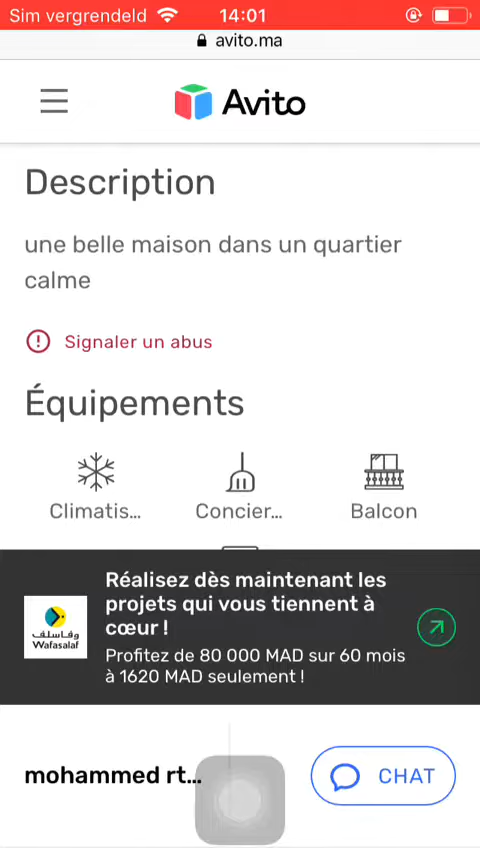 Sim vergrendeld 14:01
avito.ma
Avito
Description
une belle maison dans un quartier
calme
Signaler un abus
Équipements
Climatis... Concier... Balcon
Réalisez dès maintenant les
projets qui vous tiennent à
cœur !
Profitez de 80 000 MAD sur 60 mois
à 1620 MAD seulement !
وفاسلف
Wafasalaf
mohammed rt...
CHAT